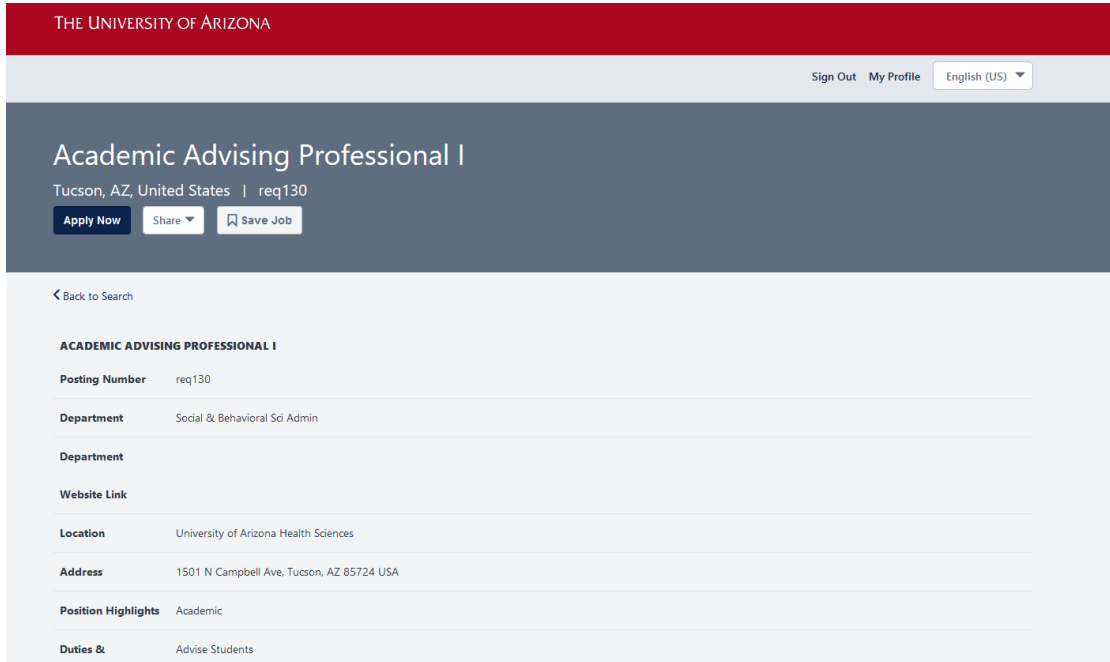 THE UNIVERSITY OF ARIZONA
Sign Out My Profile English (US)
Academic Advising Professional I
Tucson, AZ, United States | req130
Apply Now Share Save Job
Back to Search
ACADEMIC ADVISING PROFESSIONAL I
Posting Number req130
Department Social & Behavioral Sci Admin
Department
Website Link
Location University of Arizona Health Sciences
Address 1501 N Campbell Ave, Tucson, AZ 85724 USA
Position Highlights Academic
Duties & Advise Students